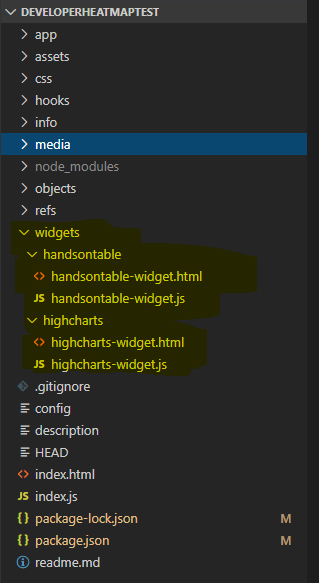 DEVELOPERHEATMAPTEST
app
assets
css
hooks
info
media
node_modules
objects
refs
widgets
handsontable
<> handsontable-widget.html
JS handsontable-widget.js
highcharts
<> highcharts-widget.html
JS highcharts-widget.js
.gitignore
config
description
HEAD
<> index.html
JS index.js
{ } package-lock.json M
{ } package.json M
readme.md